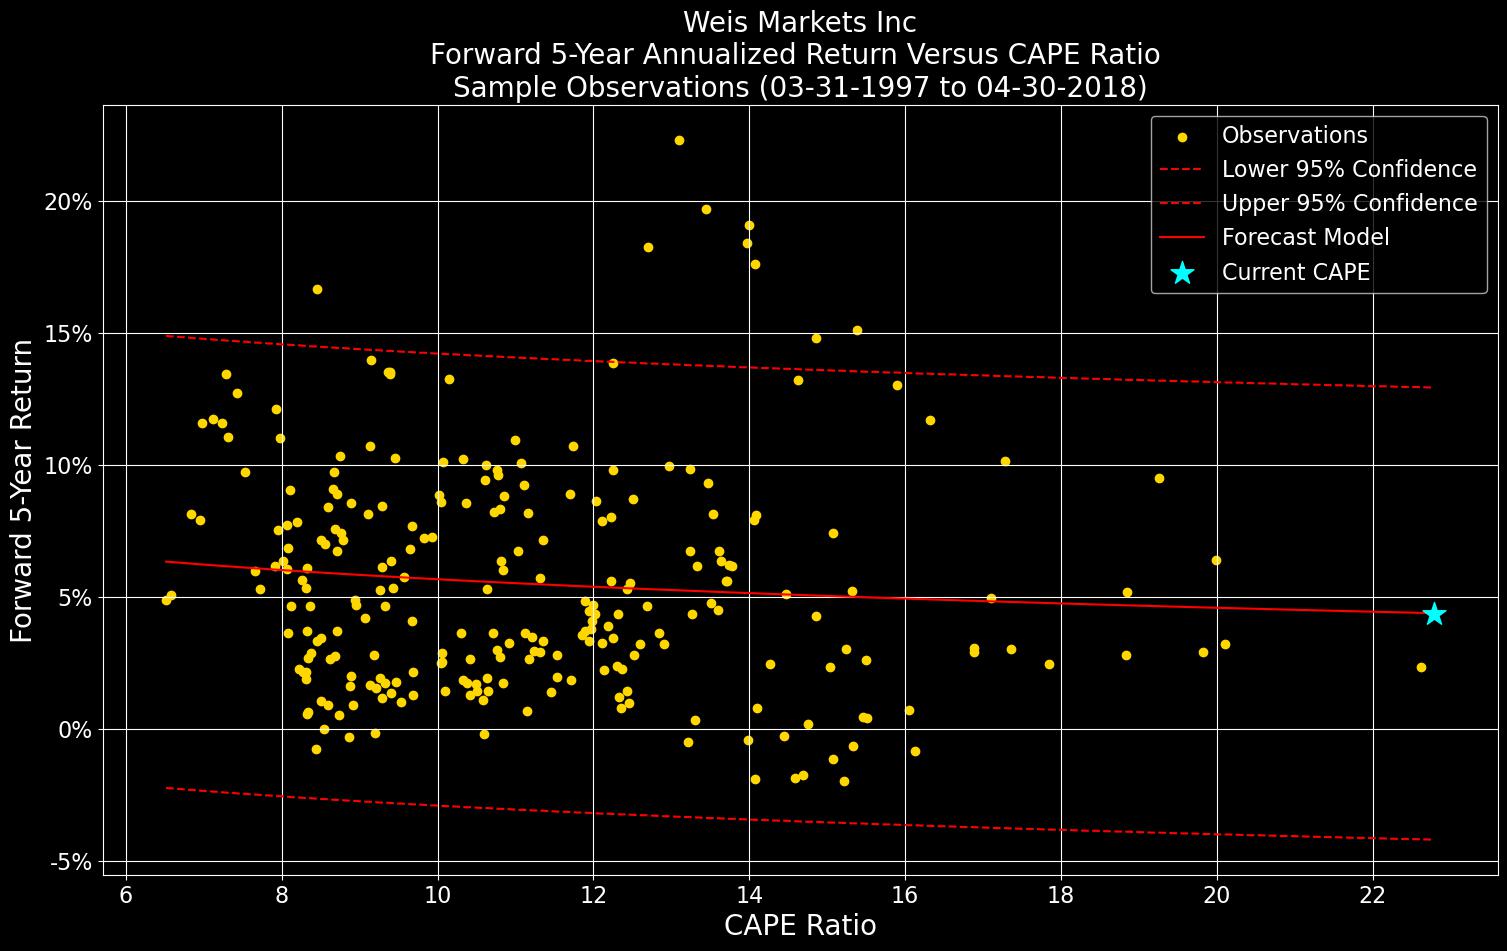 Weis Markets Inc
Forward 5-Year Annualized Return Versus CAPE Ratio
Sample Observations (03-31-1997 to 04-30-2018)
Observations
Lower 95% Confidence
Upper 95% Confidence
Forecast Model
Current CAPE
Forward 5-Year Return
20%
15%
10%
5%
0%
-5%
6 8 10 12 14 16 18 20 22
CAPE Ratio